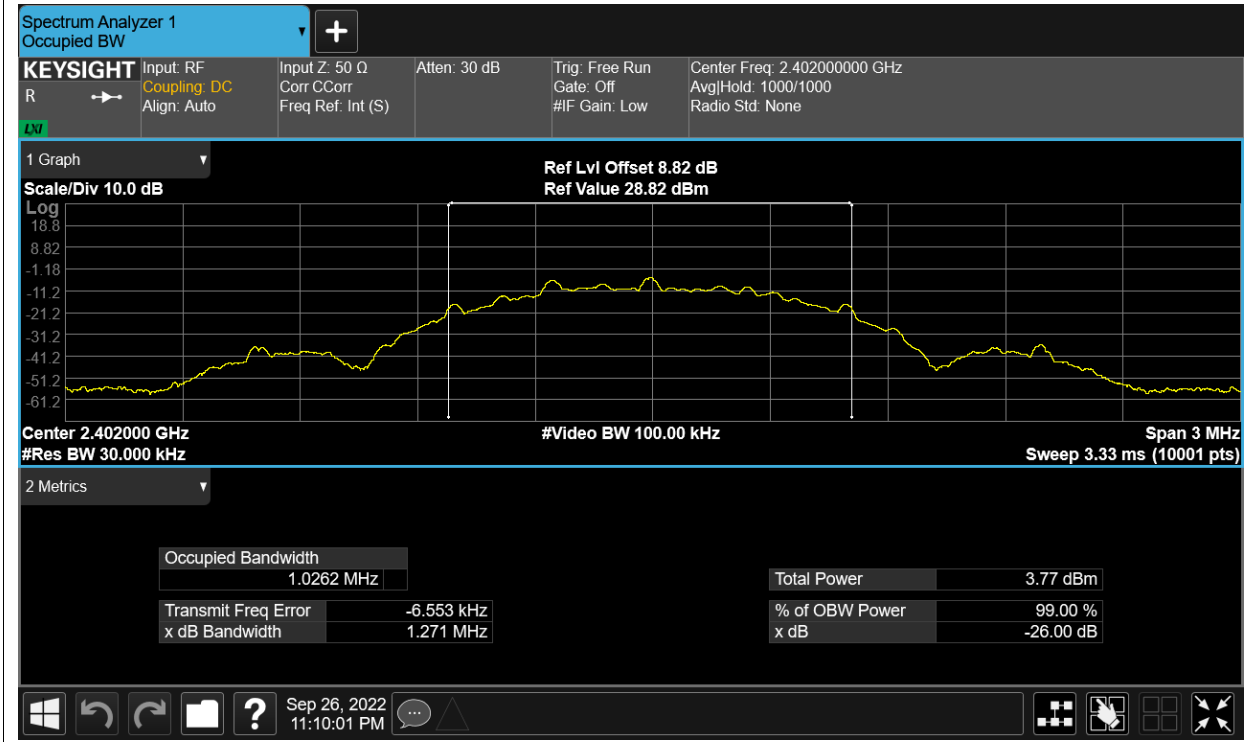 Spectrum Analyzer 1
Occupied BW
KEYSIGHT
R
LXI
Input: RF
Coupling: DC
Align: Auto
Input Z: 50 Ω
Corr CCorr
Freq Ref: Int (S)
Atten: 30 dB
Trig: Free Run
Gate: Off
#IF Gain: Low
Center Freq: 2.402000000 GHz
Avg|Hold: 1000/1000
Radio Std: None
1 Graph
Scale/Div 10.0 dB
Ref Lvl Offset 8.82 dB
Ref Value 28.82 dBm
Log
18.8
8.82
-1.18
-11.2
-21.2
-31.2
-41.2
-51.2
-61.2
Center 2.402000 GHz
#Video BW 100.00 kHz
Span 3 MHz
#Res BW 30.000 kHz
Sweep 3.33 ms (10001 pts)
2 Metrics
Occupied Bandwidth
1.0262 MHz
Total Power 3.77 dBm
Transmit Freq Error -6.553 kHz
% of OBW Power 99.00 %
x dB Bandwidth 1.271 MHz
x dB -26.00 dB
?
Sep 26, 2022
11:10:01 PM